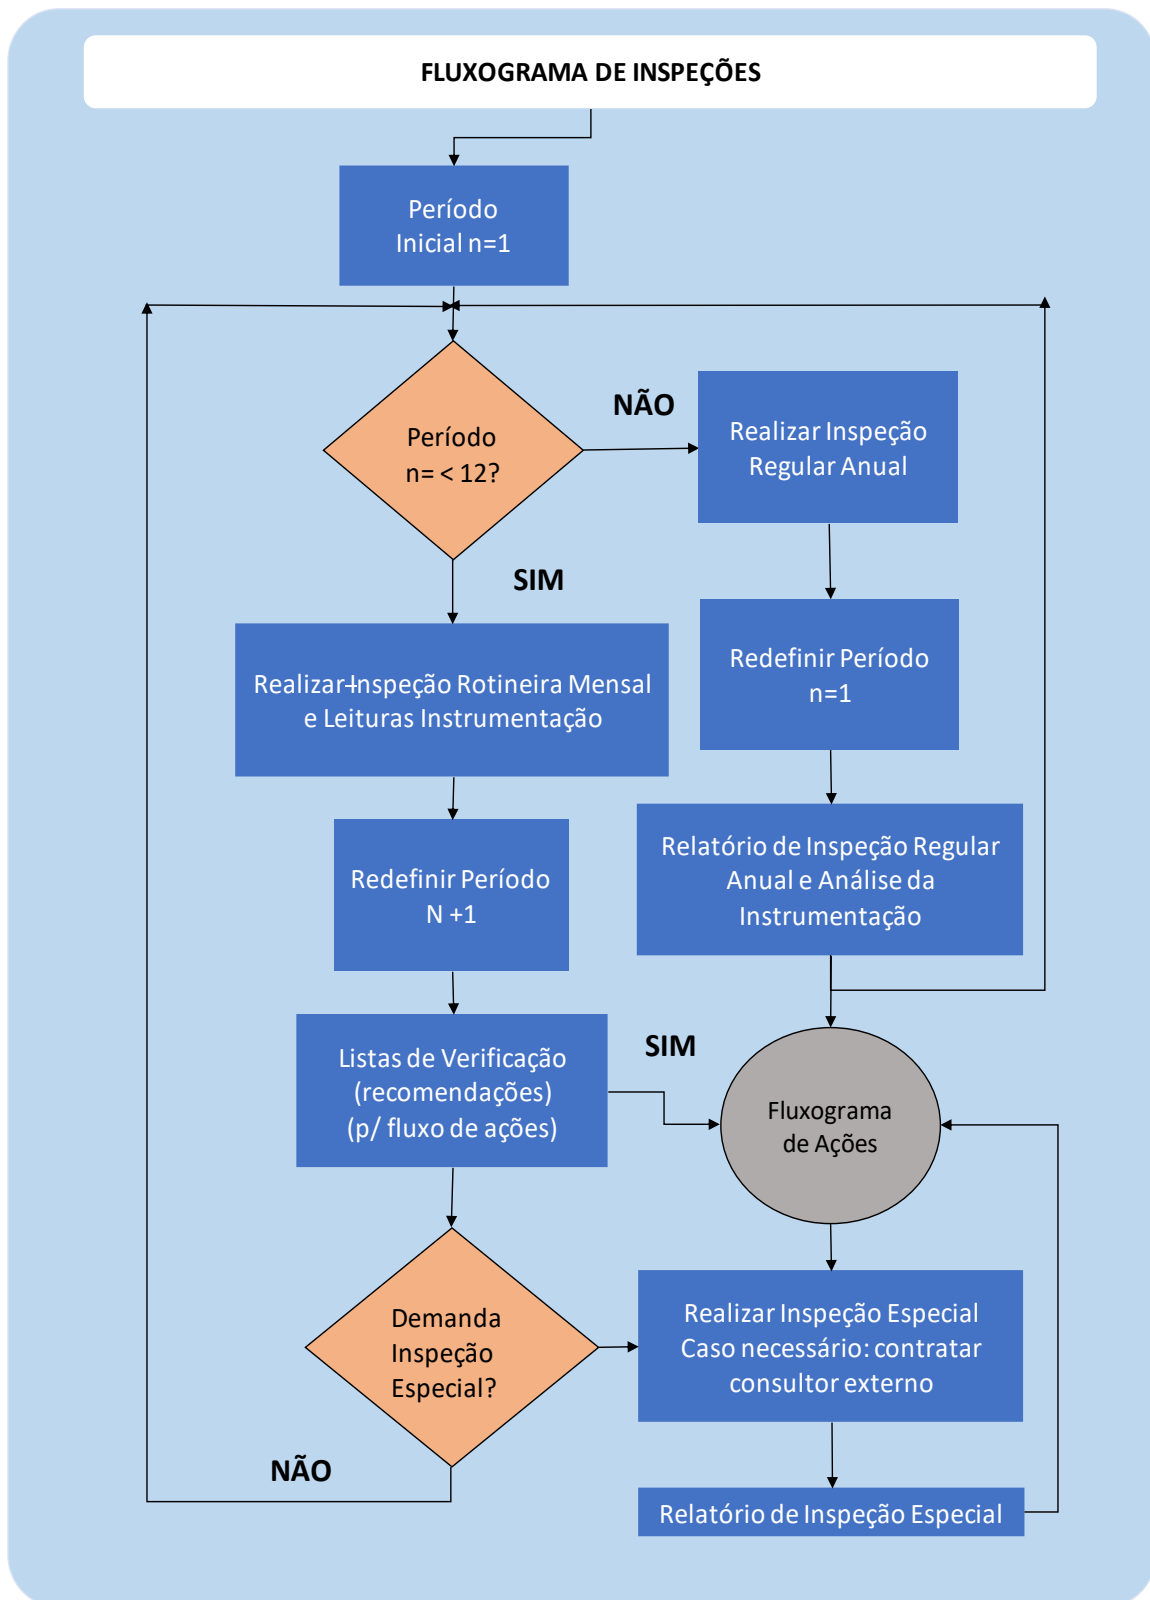 FLUXOGRAMA DE INSPEÇÕES
Período
Inicial n=1
Período
n= < 12?
NÃO
Realizar Inspeção
Regular Anual
SIM
Realizar Inspeção Rotineira Mensal
e Leituras Instrumentação
Redefinir Período
n=1
Redefinir Período
N +1
Relatório de Inspeção Regular
Anual e Análise da
Instrumentação
Listas de Verificação
(recomendações)
(p/ fluxo de ações)
SIM
Fluxograma
de Ações
Demanda
Inspeção
Especial?
Realizar Inspeção Especial
Caso necessário: contratar
consultor externo
NÃO
Relatório de Inspeção Especial